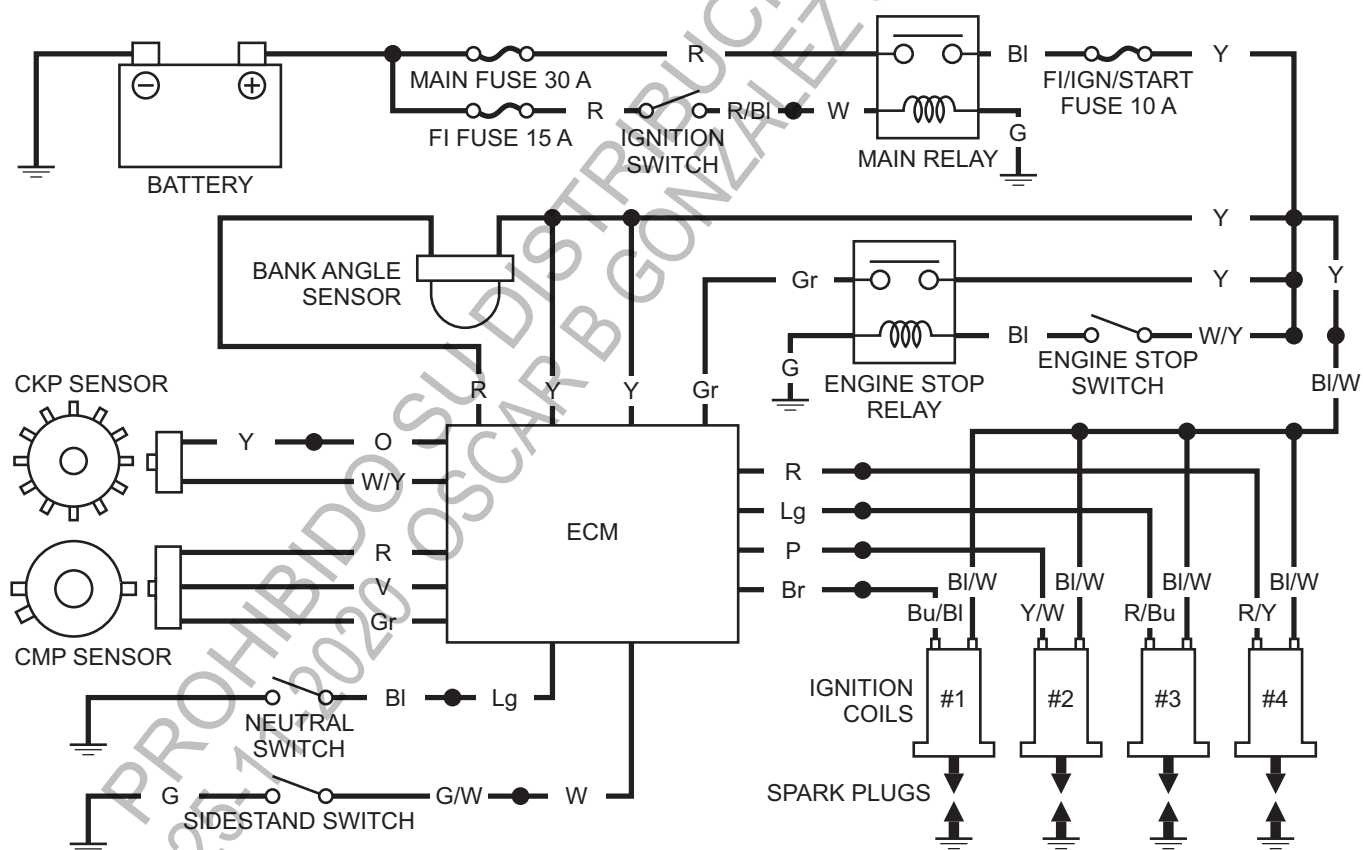 R
Bl
Y
MAIN FUSE 30 A
FI/IGN/START
FUSE 10 A
R
R/Bl
W
FI FUSE 15 A
IGNITION
SWITCH
G
MAIN RELAY
BATTERY
Y
BANK ANGLE
SENSOR
Gr
Y
Y
Bl
W/Y
G
ENGINE STOP
RELAY
ENGINE STOP
SWITCH
Bl/W
R
Y
Y
Gr
CKP SENSOR
Y
O
W/Y
R
Lg
P
Br
ECM
R
V
Gr
CMP SENSOR
Bl/W
Bl/W
Bl/W
Bl/W
Bu/Bl
Y/W
R/Bu
R/Y
Bl
Lg
NEUTRAL
SWITCH
IGNITION
COILS
#1
#2
#3
#4
G
G/W
W
SIDESTAND SWITCH
SPARK PLUGS
PROHIBIDO SU DISTRIBUC
25-11-2020 OSCAR B GONZALEZ